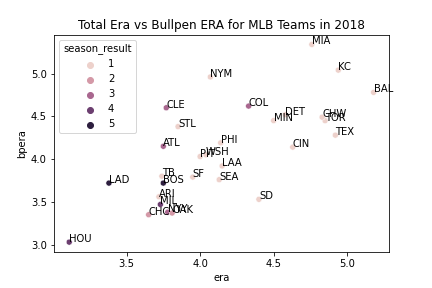 Total Era vs Bullpen ERA for MLB Teams in 2018
season_result
1
2
3
4
5
bpera
5.0
4.5
4.0
3.5
3.0
MIA
KC
NYM
BAL
CLE
COL
DET
CHW
TOR
MIN
STL
TEX
ATL
PHI
CIN
WSH
LAA
TB
SF
SEA
LAD
BOS
ARI
SD
MIL
OAK
CHC
HOU
3.5
4.0
4.5
5.0
era